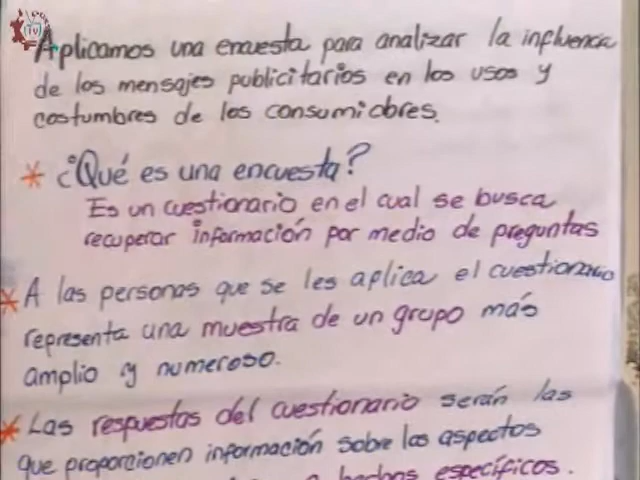 Aplicamos una encuesta para analizar la influencia
de los mensajes publicitarios en los usos y
costumbres de los consumidores.
* ¿Qué es una encuesta?
Es un cuestionario en el cual se busca
recuperar información por medio de preguntas
* A las personas que se les aplica el cuestionario
representa una muestra de un grupo más
amplio y numeroso.
* Las respuestas del cuestionario serán las
que proporcionen información sobre los aspectos
o hechos específicos.